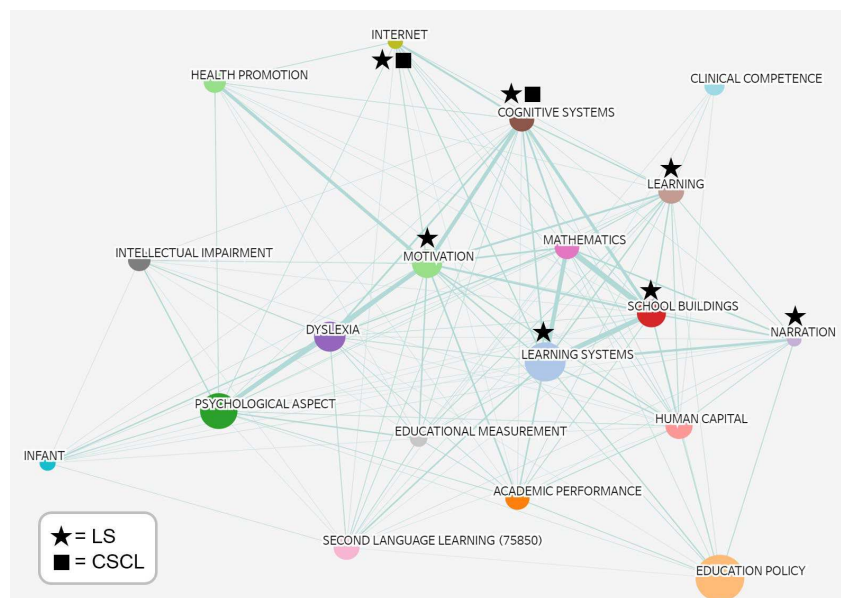 INTERNET
HEALTH PROMOTION
CLINICAL COMPETENCE
COGNITIVE SYSTEMS
LEARNING
MATHEMATICS
INTELLECTUAL IMPAIRMENT
MOTIVATION
SCHOOL BUILDINGS
DYSLEXIA
NARRATION
LEARNING SYSTEMS
PSYCHOLOGICAL ASPECT
HUMAN CAPITAL
EDUCATIONAL MEASUREMENT
INFANT
ACADEMIC PERFORMANCE
SECOND LANGUAGE LEARNING (75850)
EDUCATION POLICY
★ = LS
■ = CSCL